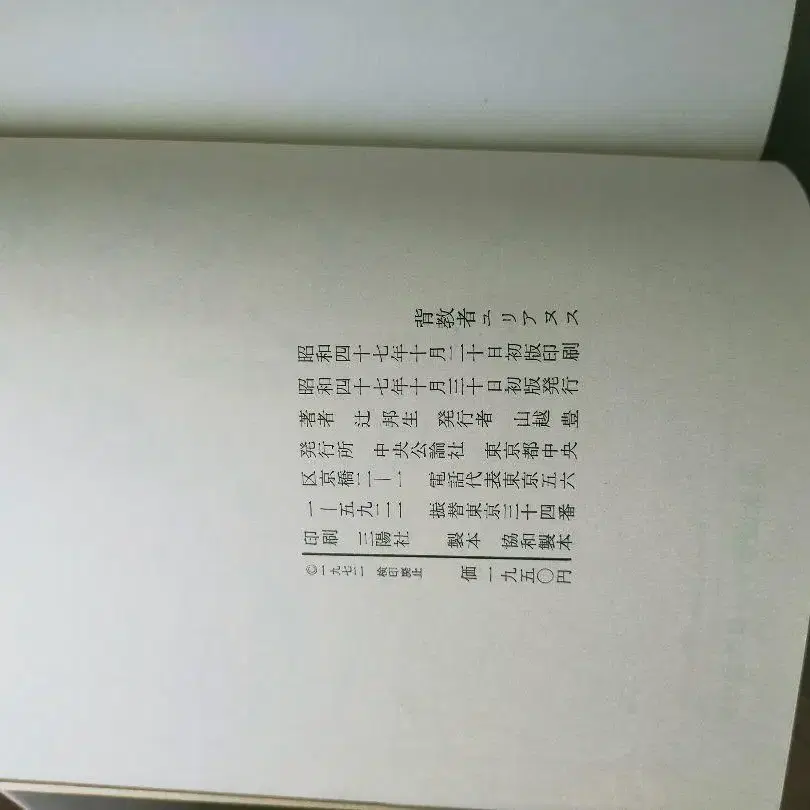 背教者ユリアヌス
昭和四十七年十月二十日初版印刷
昭和四十七年十月三十日初版発行
著者　辻　邦生　発行者　山越　豊
発行所　中央公論社　東京都中央
区京橋二―一　電話代表東京五六
一―五九二二　振替東京三十四番
印刷　三陽社　製本　協和製本
©一九七二　検印廃止　価一九五〇円